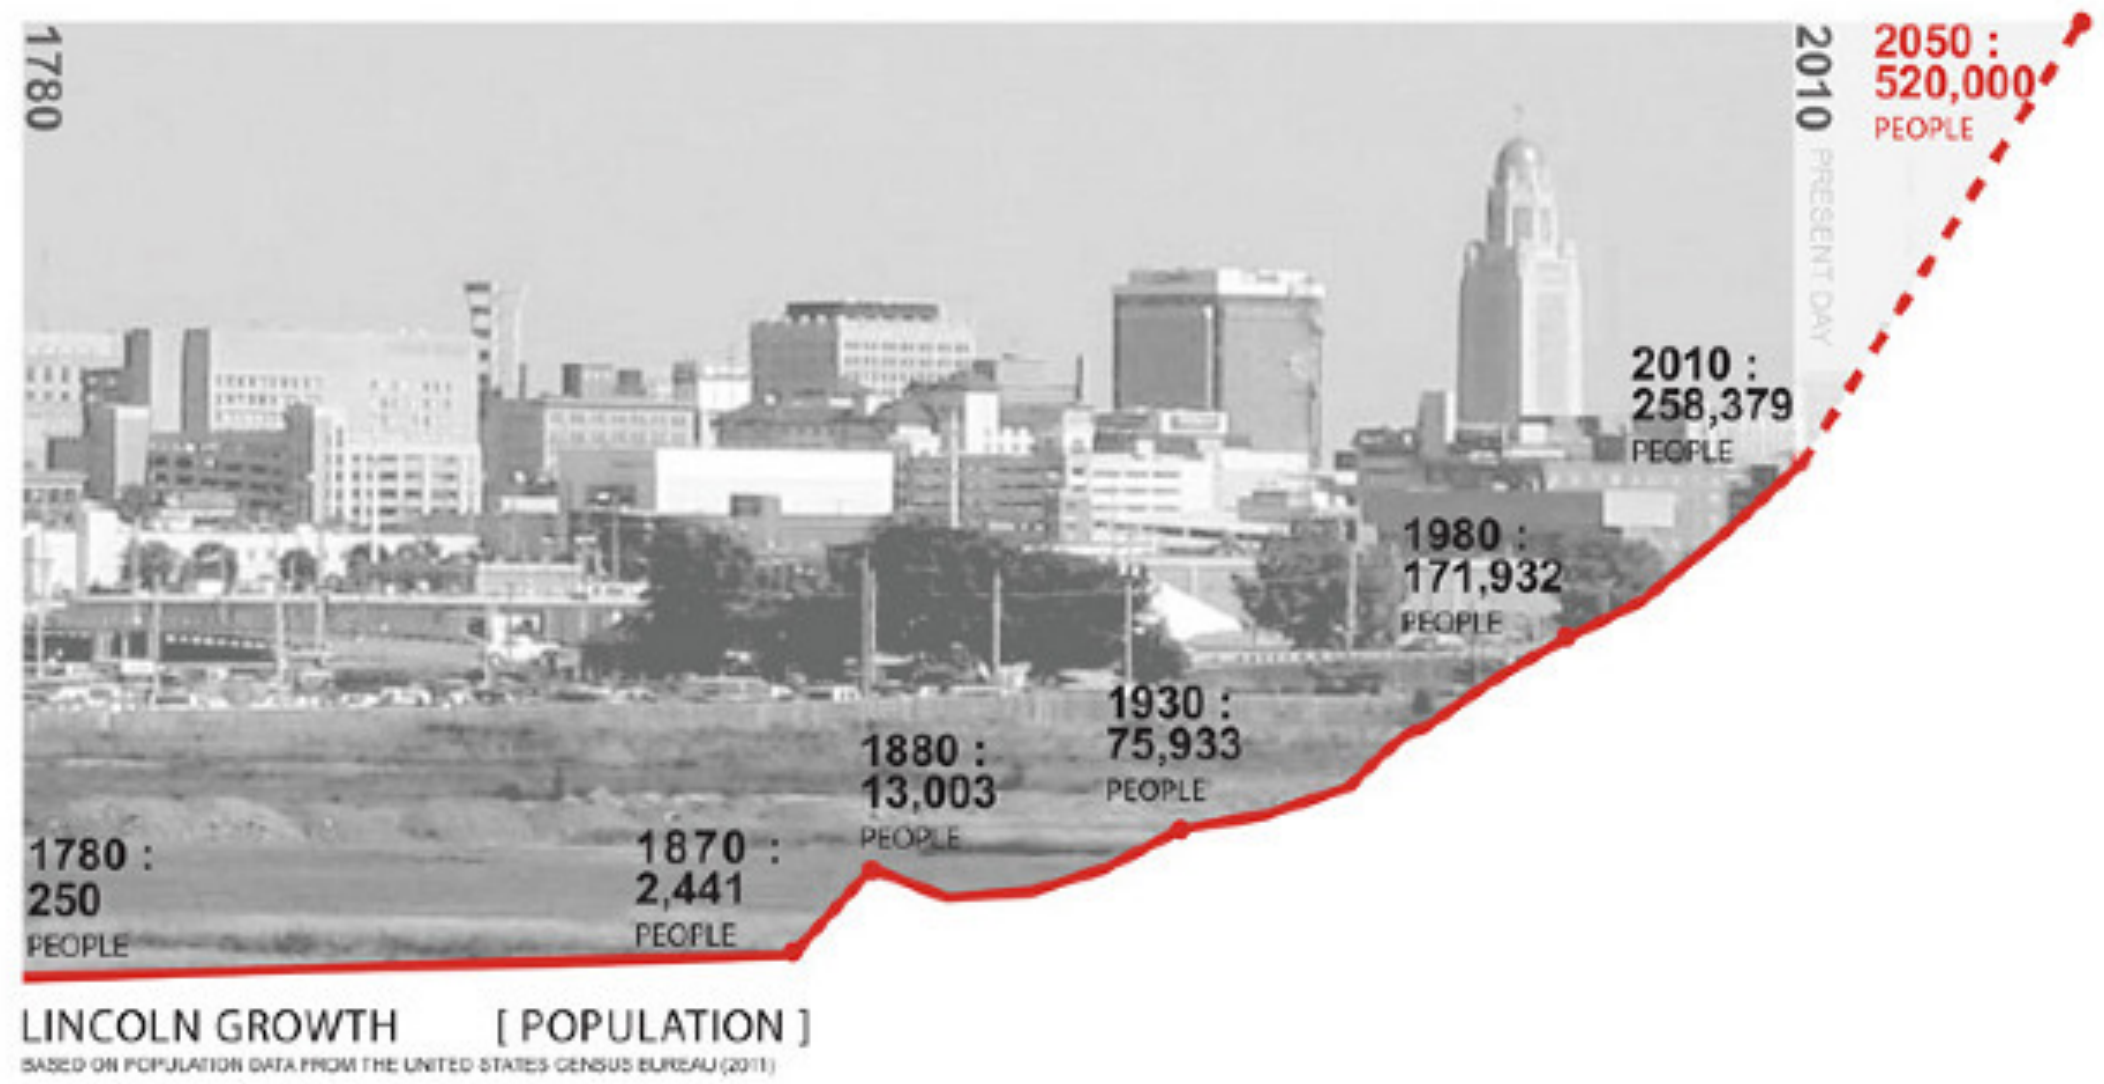 1780
2010 PRESENT DAY
2050 :
520,000
PEOPLE
2010 :
258,379
PEOPLE
1980 :
171,932
PEOPLE
1930 :
75,933
PEOPLE
1880 :
13,003
PEOPLE
1870 :
2,441
PEOPLE
1780 :
250
PEOPLE
LINCOLN GROWTH [ POPULATION ]
BASED ON POPULATION DATA FROM THE UNITED STATES CENSUS BUREAU (2011)